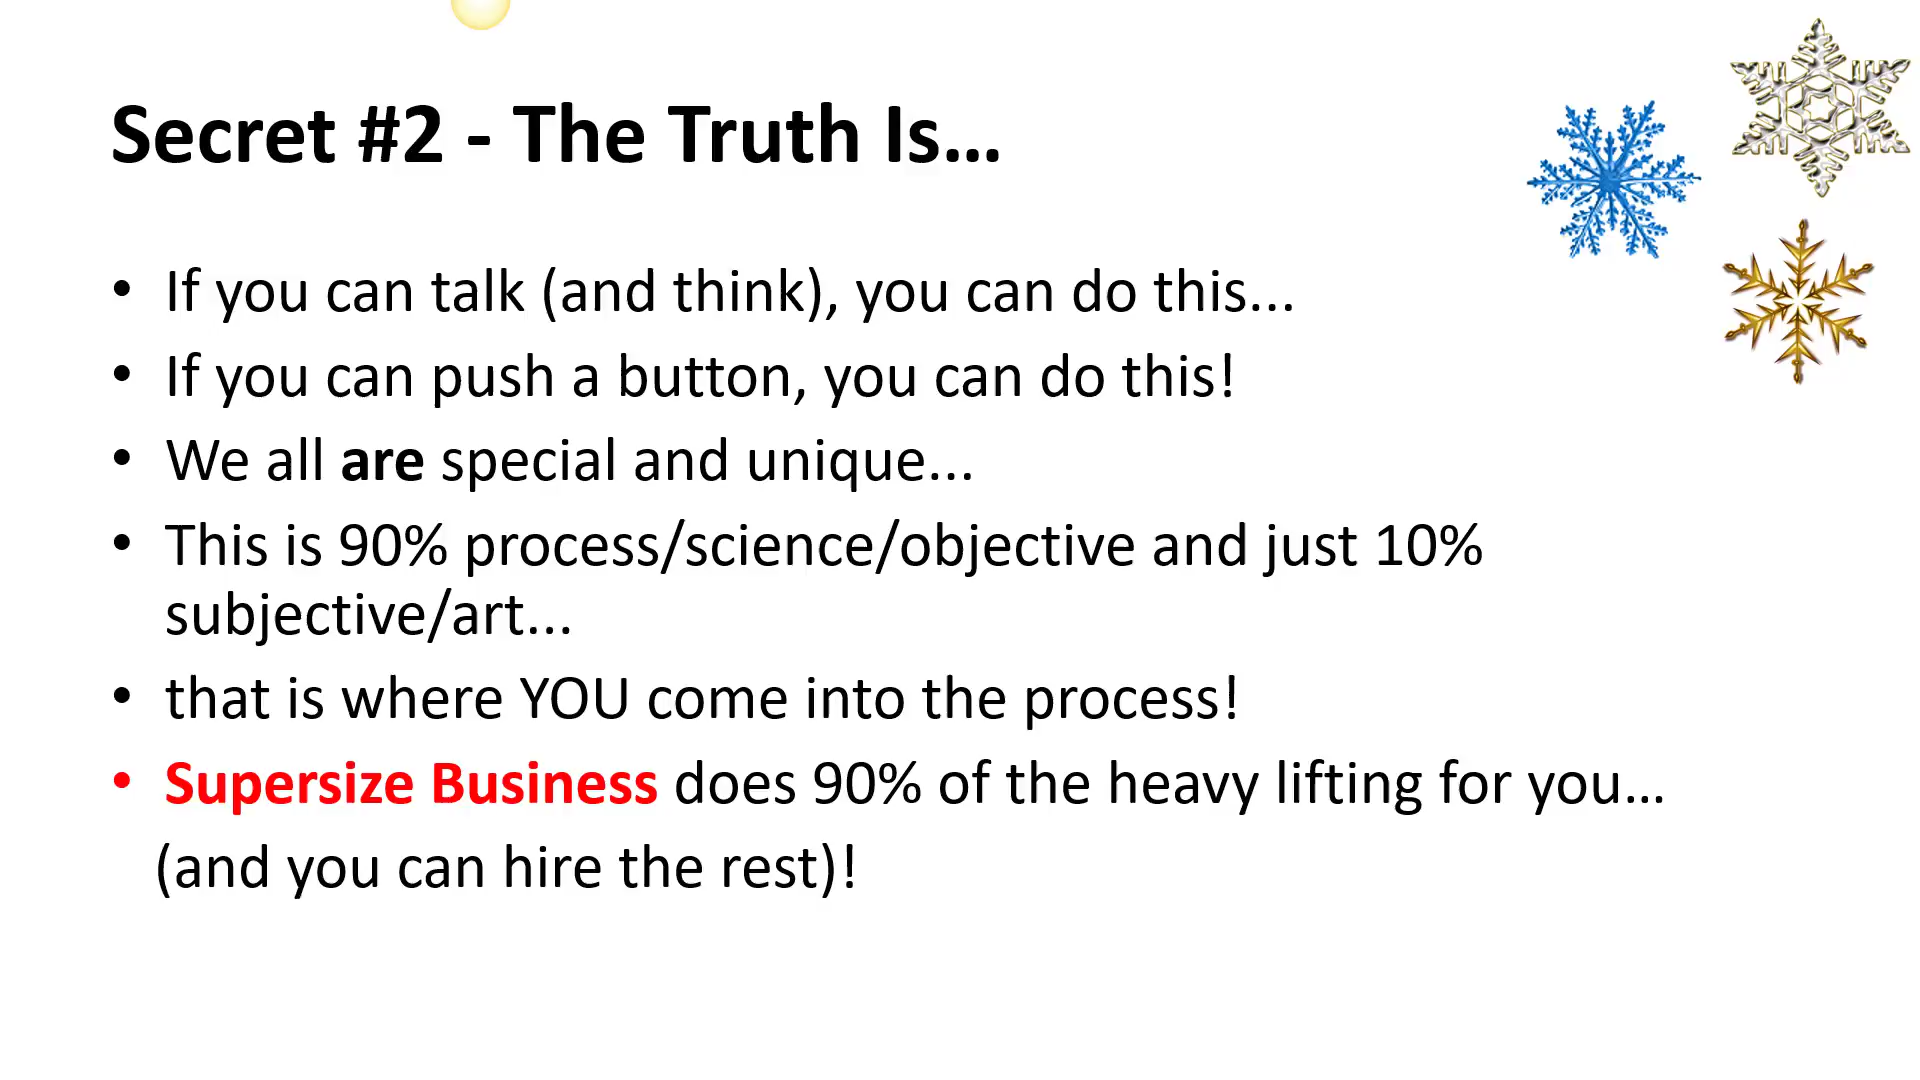 Secret #2 - The Truth Is...
• If you can talk (and think), you can do this...
• If you can push a button, you can do this!
• We all are special and unique...
• This is 90% process/science/objective and just 10%
subjective/art...
• that is where YOU come into the process!
• Supersize Business does 90% of the heavy lifting for you...
(and you can hire the rest)!